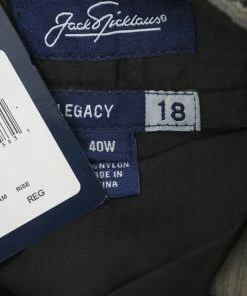 Jack Nicklaus®
LEGACY 18
40W
NYLON
MADE IN
CHINA
RISE
REG